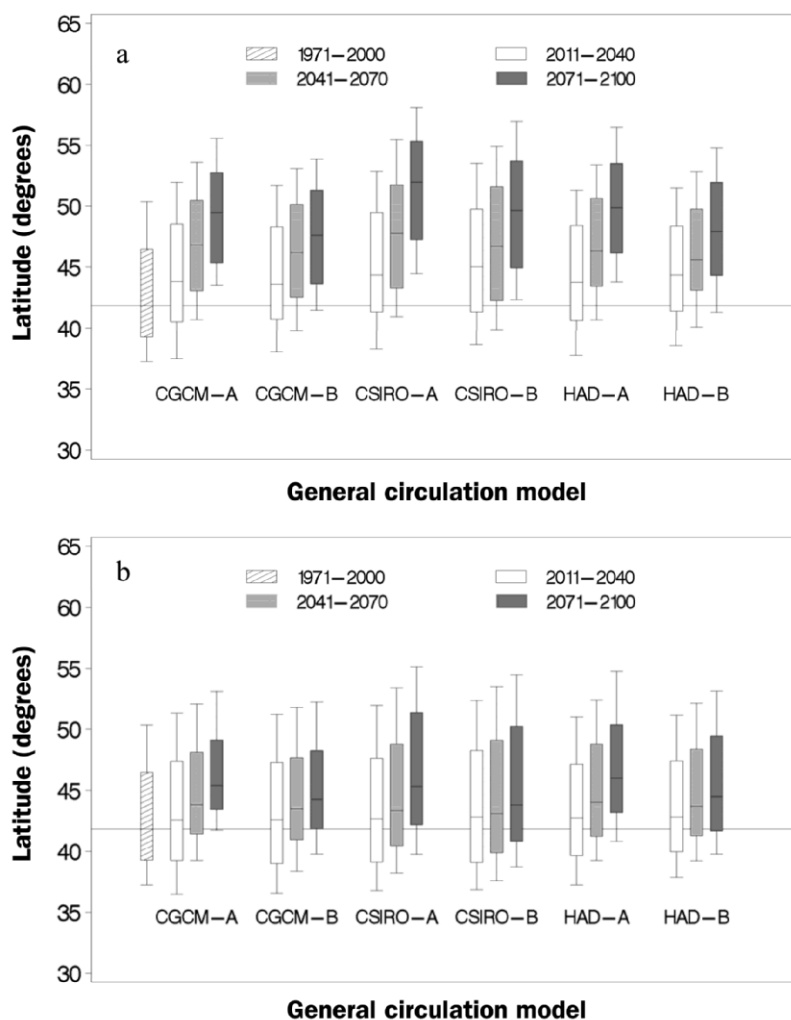 a
1971–2000 2011–2040
2041–2070 2071–2100
Latitude (degrees)
65
60
55
50
45
40
35
30
CGCM–A CGCM–B CSIRO–A CSIRO–B HAD–A HAD–B
General circulation model
b
1971–2000 2011–2040
2041–2070 2071–2100
Latitude (degrees)
65
60
55
50
45
40
35
30
CGCM–A CGCM–B CSIRO–A CSIRO–B HAD–A HAD–B
General circulation model